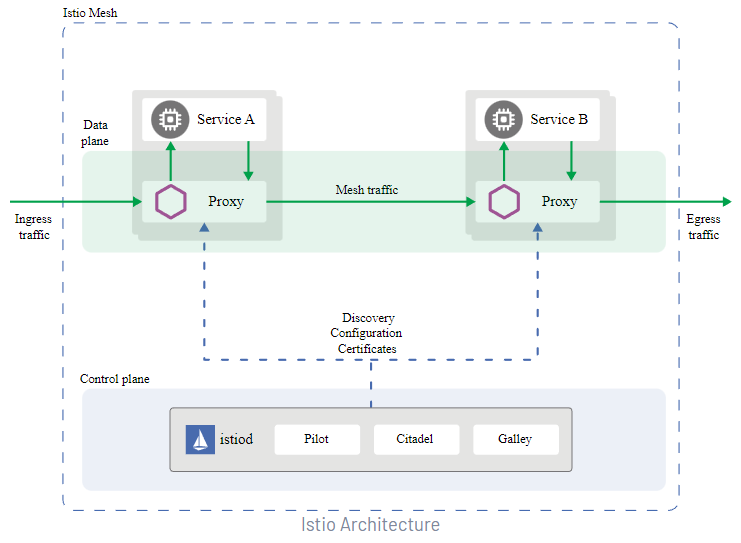 Istio Mesh
Data
plane
Service A
Service B
Proxy
Mesh traffic
Proxy
Ingress
traffic
Egress
traffic
Discovery
Configuration
Certificates
Control plane
istiod
Pilot
Citadel
Galley
Istio Architecture